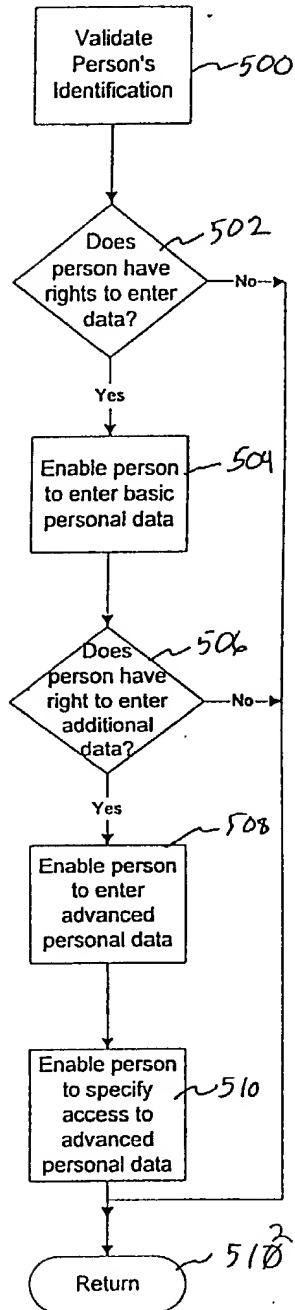 Validate
Person's
Identification
500
Does
person have
rights to enter
data?
502
No
Yes
Enable person
to enter basic
personal data
504
Does
person have
right to enter
additional
data?
506
No
Yes
Enable person
to enter
advanced
personal data
508
Enable person
to specify
access to
advanced
personal data
510
Return
512